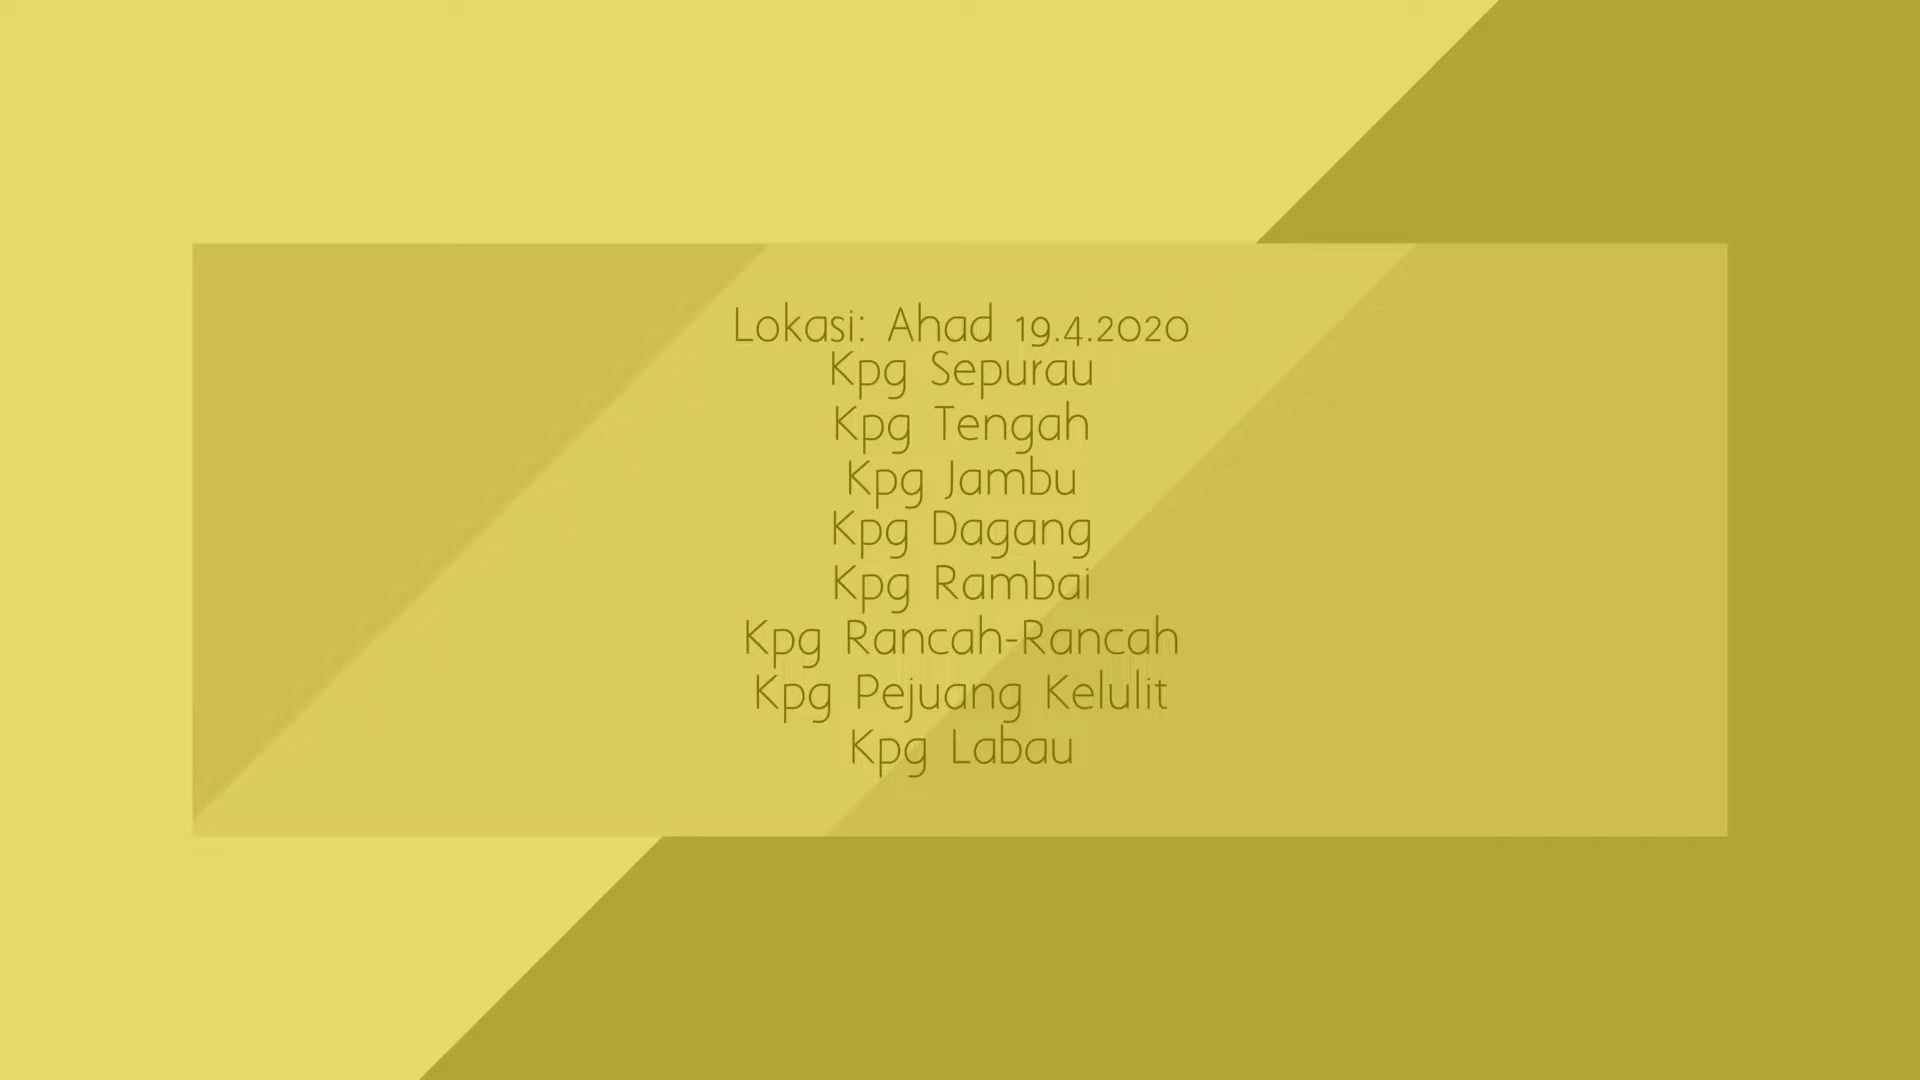 Lokasi: Ahad 19.4.2020
Kpg Sepurau
Kpg Tengah
Kpg Jambu
Kpg Dagang
Kpg Rambai
Kpg Rancah-Rancah
Kpg Pejuang Kelulit
Kpg Labau